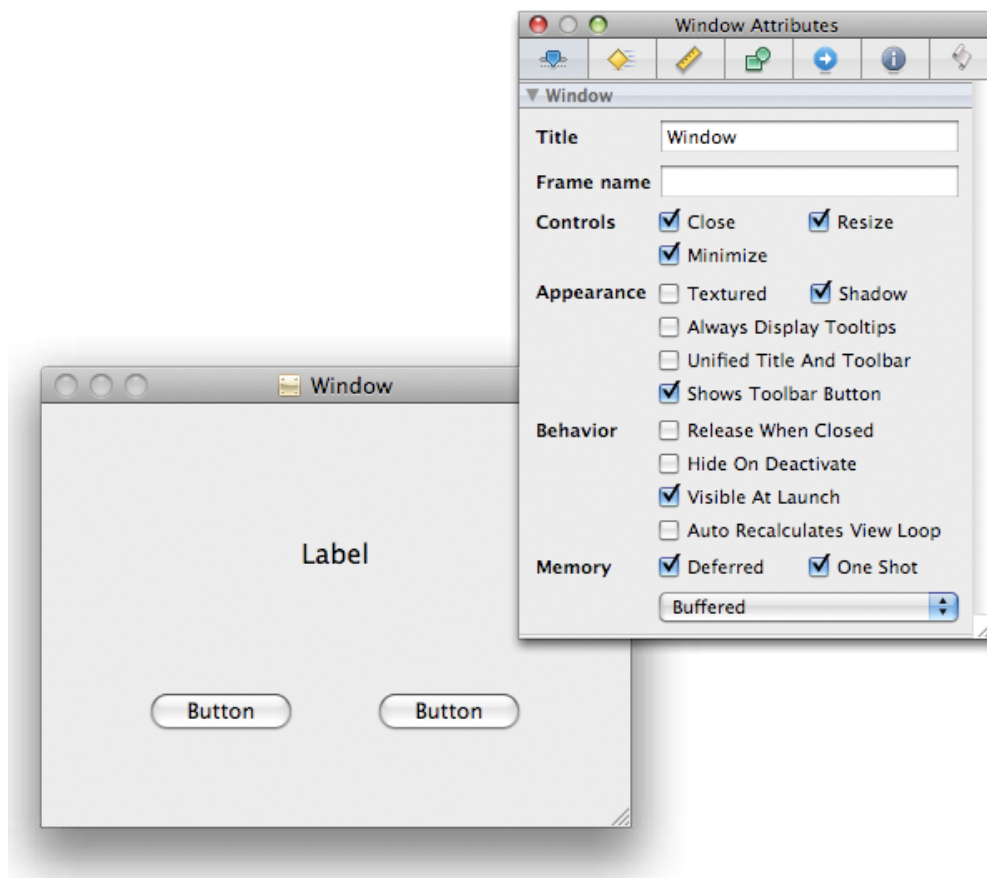 Window Attributes
Window
Title Window
Frame name
Controls Close Resize
Minimize
Appearance Textured Shadow
Always Display Tooltips
Unified Title And Toolbar
Shows Toolbar Button
Behavior Release When Closed
Hide On Deactivate
Visible At Launch
Auto Recalculates View Loop
Memory Deferred One Shot
Buffered
Window
Label
Button Button